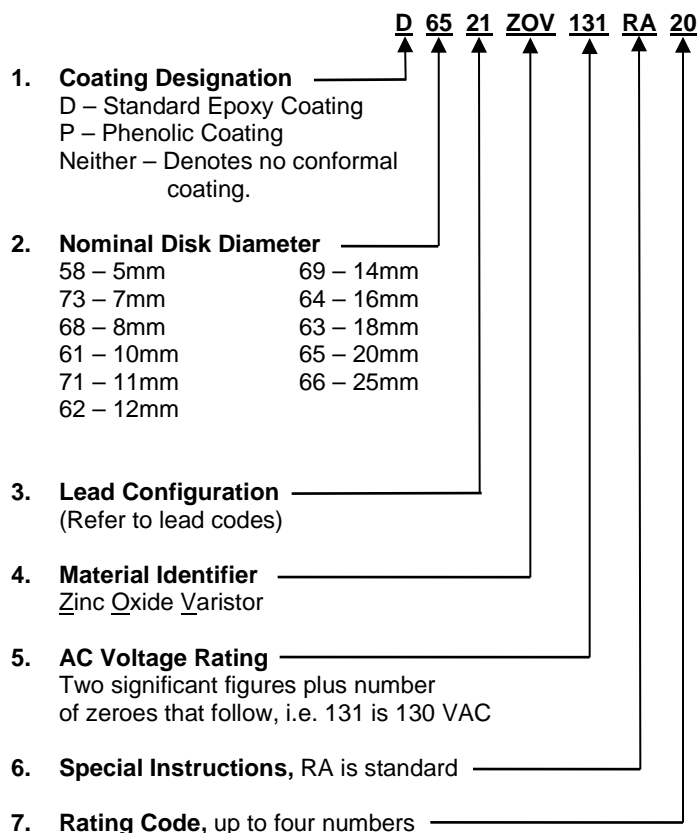 D 65 21 ZOV 131 RA 20
1. Coating Designation
D – Standard Epoxy Coating
P – Phenolic Coating
Neither – Denotes no conformal
coating.
2. Nominal Disk Diameter
58 – 5mm 69 – 14mm
73 – 7mm 64 – 16mm
68 – 8mm 63 – 18mm
61 – 10mm 65 – 20mm
71 – 11mm 66 – 25mm
62 – 12mm
3. Lead Configuration
(Refer to lead codes)
4. Material Identifier
Zinc Oxide Varistor
5. AC Voltage Rating
Two significant figures plus number
of zeroes that follow, i.e. 131 is 130 VAC
6. Special Instructions, RA is standard
7. Rating Code, up to four numbers